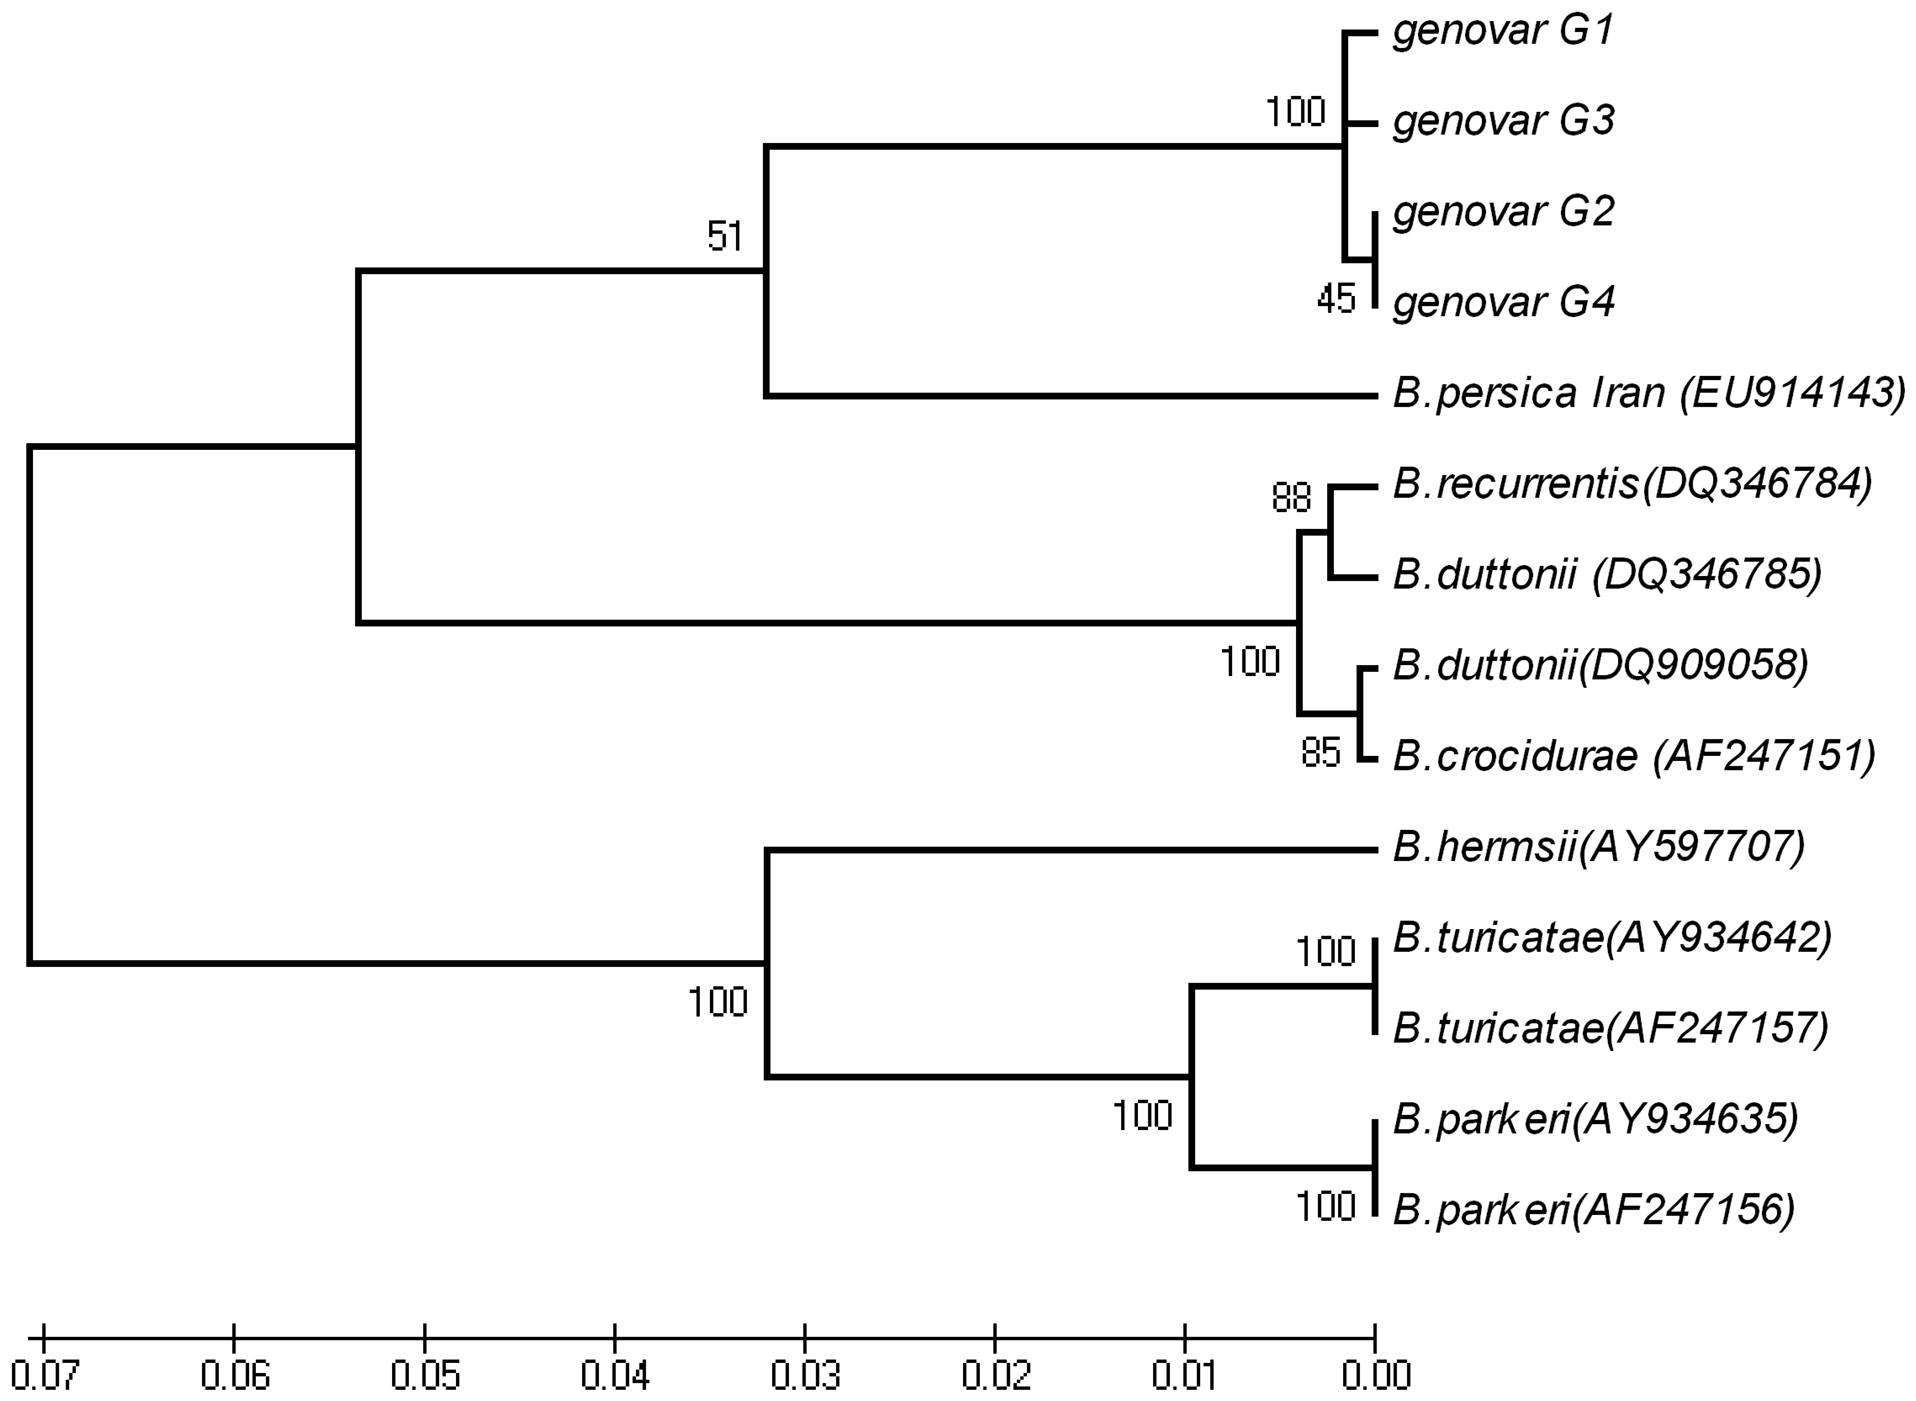 genovar G1
100
genovar G3
51
genovar G2
45
genovar G4
B.persica Iran (EU914143)
88
B.recurrentis(DQ346784)
B.duttonii (DQ346785)
100
B.duttonii(DQ909058)
85
B.crocidurae (AF247151)
B.hermsii(AY597707)
100
B.turicatae(AY934642)
100
B.turicatae(AF247157)
100
B.parkeri(AY934635)
100
B.parkeri(AF247156)
0.07 0.06 0.05 0.04 0.03 0.02 0.01 0.00